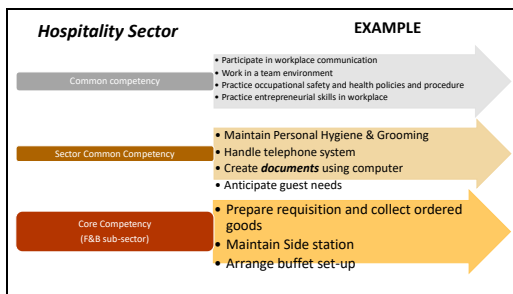 Hospitality Sector
EXAMPLE
Common competency
• Participate in workplace communication
• Work in a team environment
• Practice occupational safety and health policies and procedure
• Practice entrepreneurial skills in workplace
Sector Common Competency
• Maintain Personal Hygiene & Grooming
• Handle telephone system
• Create documents using computer
• Anticipate guest needs
Core Competency
(F&B sub-sector)
• Prepare requisition and collect ordered
goods
• Maintain Side station
• Arrange buffet set-up